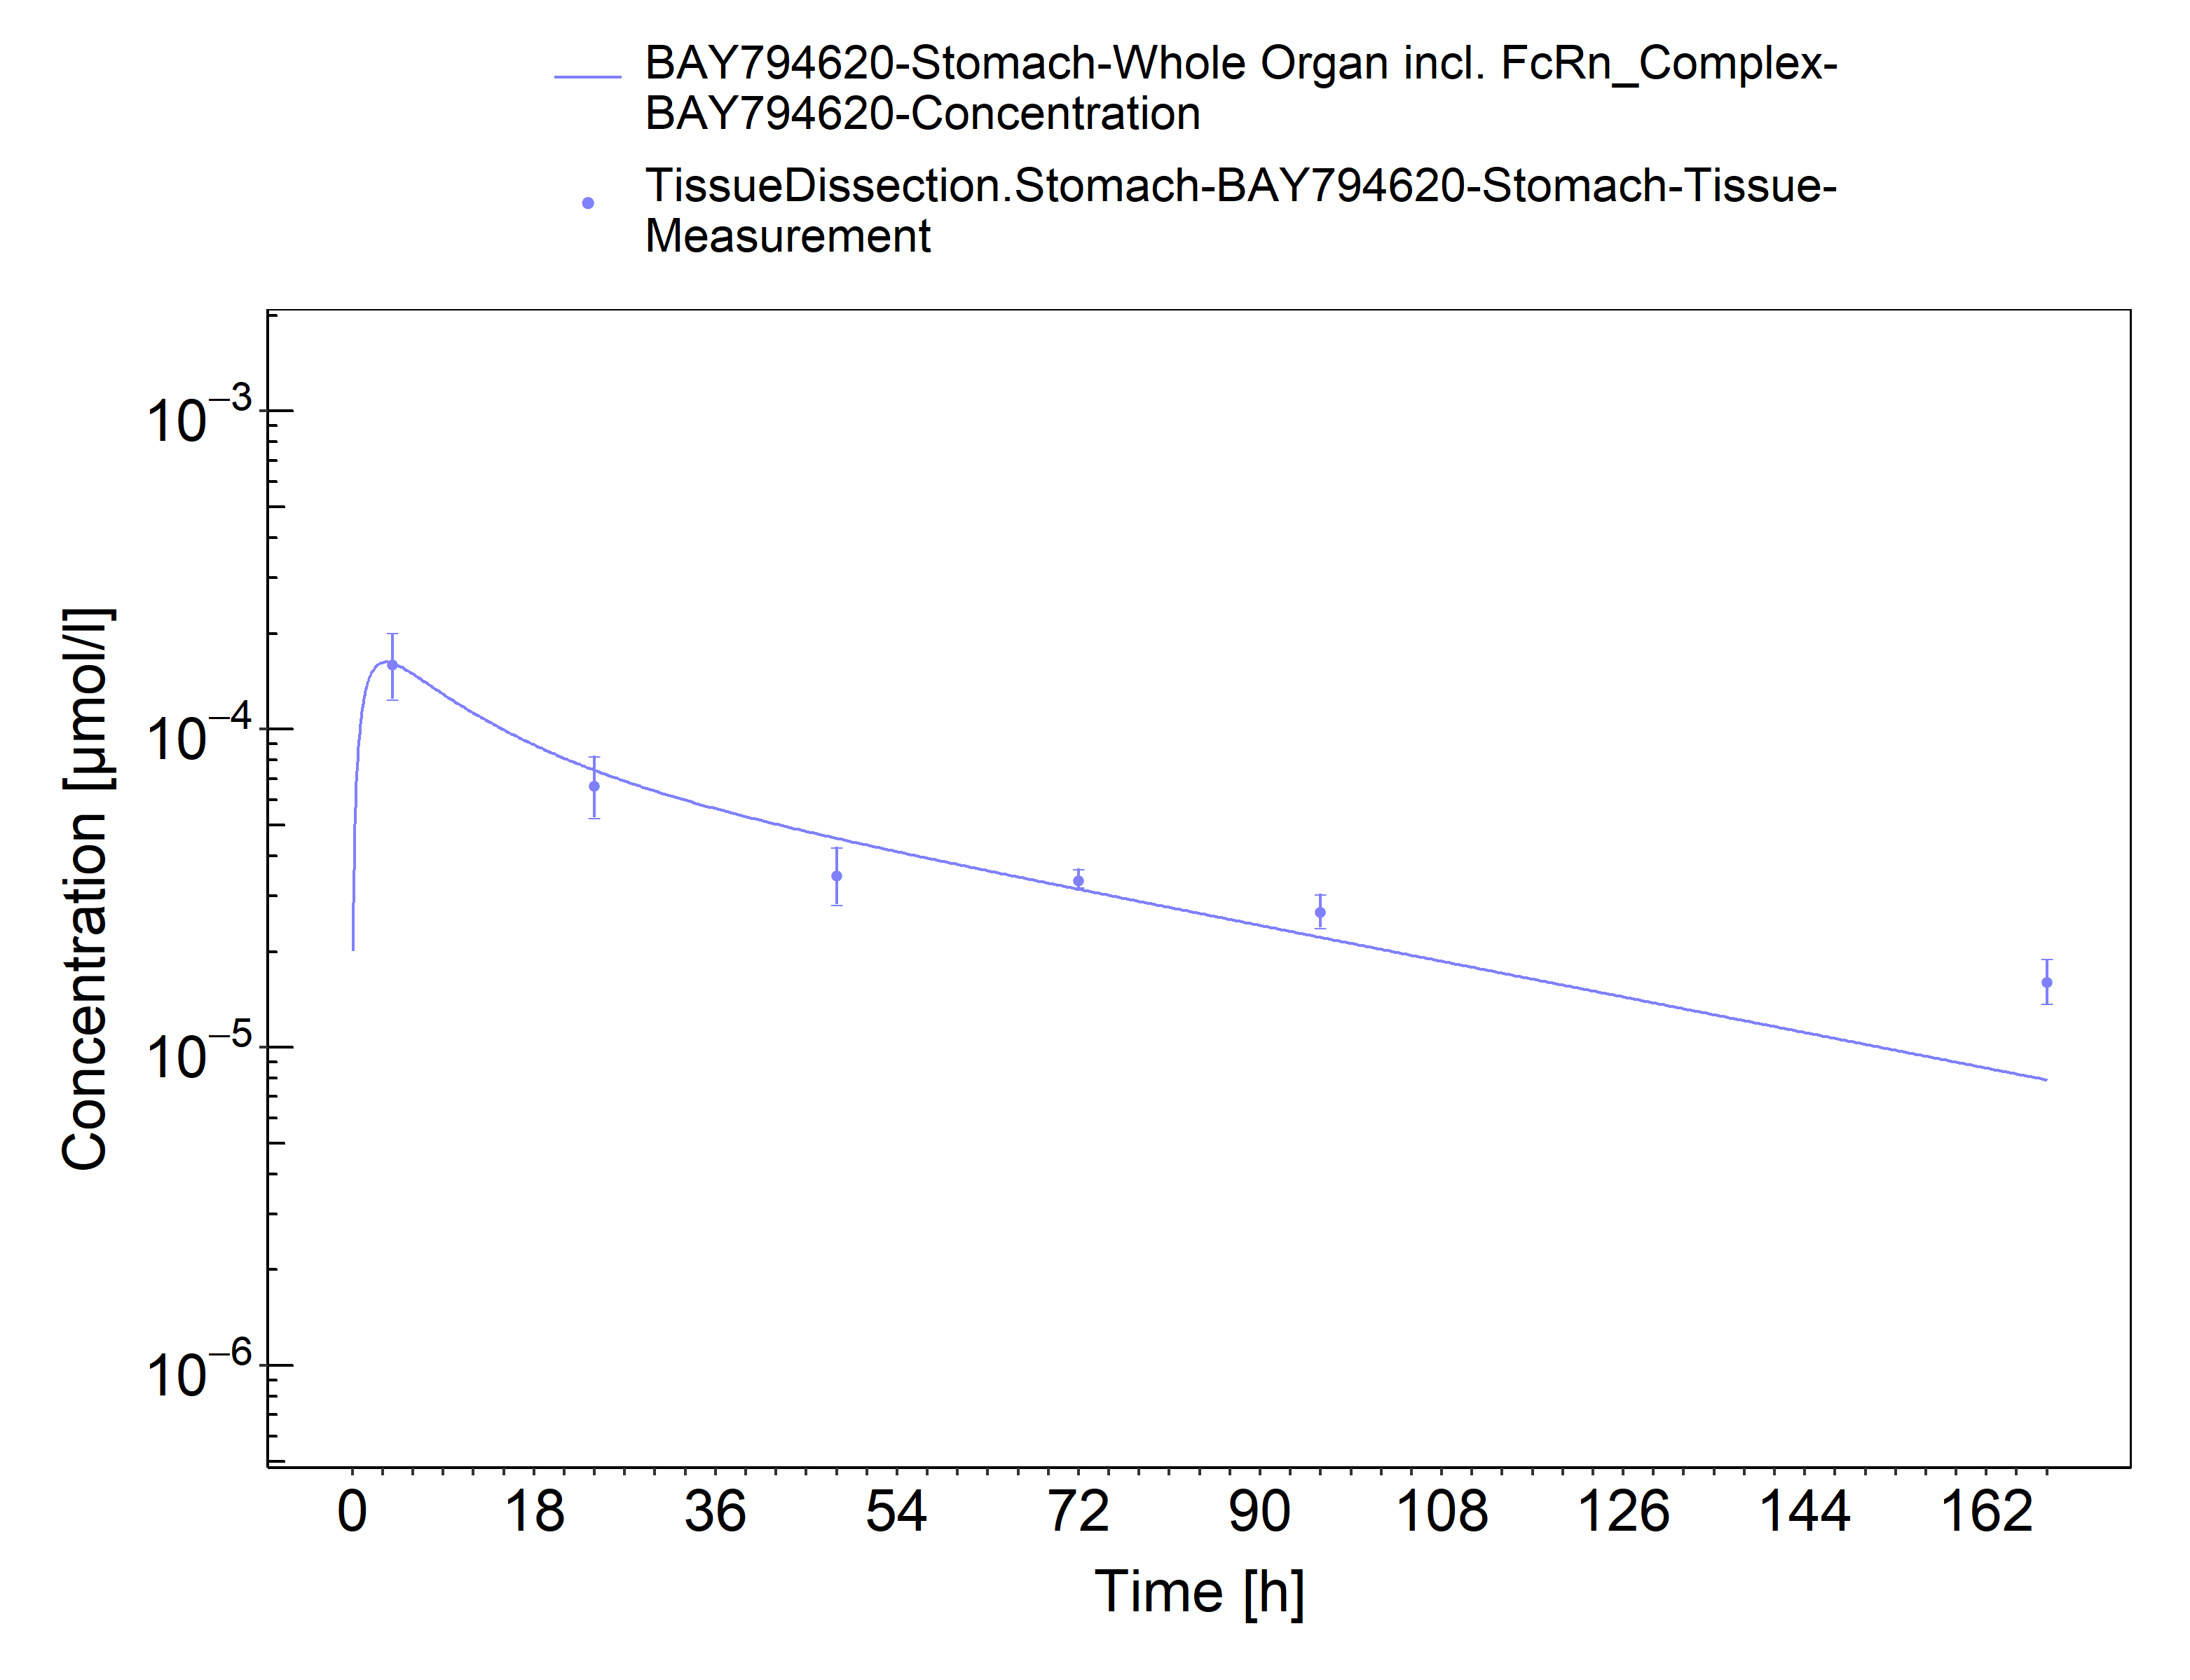 BAY794620-Stomach-Whole Organ incl. FcRn_Complex-
BAY794620-Concentration
TissueDissection.Stomach-BAY794620-Stomach-Tissue-
Measurement
10⁻³
10⁻⁴
10⁻⁵
10⁻⁶
Concentration [µmol/l]
0 18 36 54 72 90 108 126 144 162
Time [h]